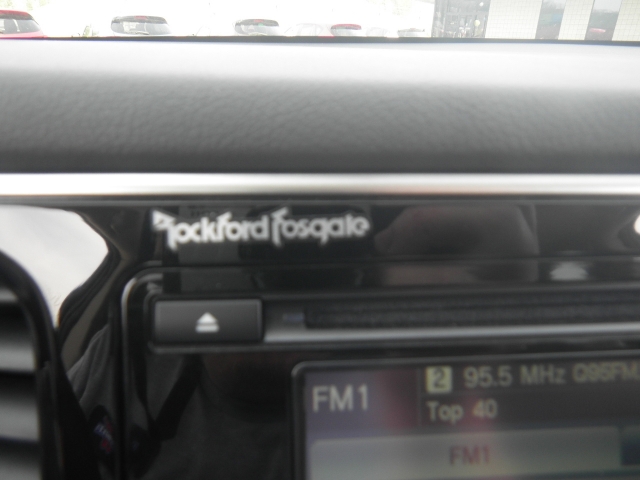 Rockford Fosgate
FM1
2 95.5 MHz Q95FM
Top 40
FM1